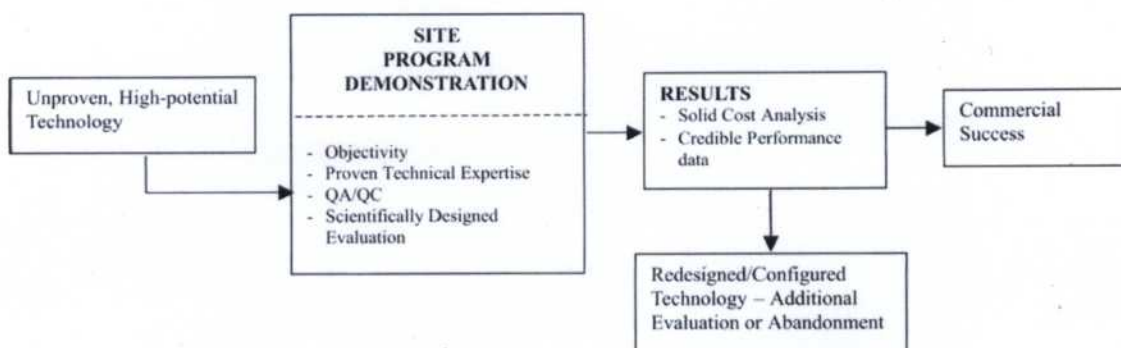 Unproven, High-potential
Technology
SITE
PROGRAM
DEMONSTRATION
- Objectivity
- Proven Technical Expertise
- QA/QC
- Scientifically Designed
Evaluation
RESULTS
- Solid Cost Analysis
- Credible Performance
data
Commercial
Success
Redesigned/Configured
Technology – Additional
Evaluation or Abandonment